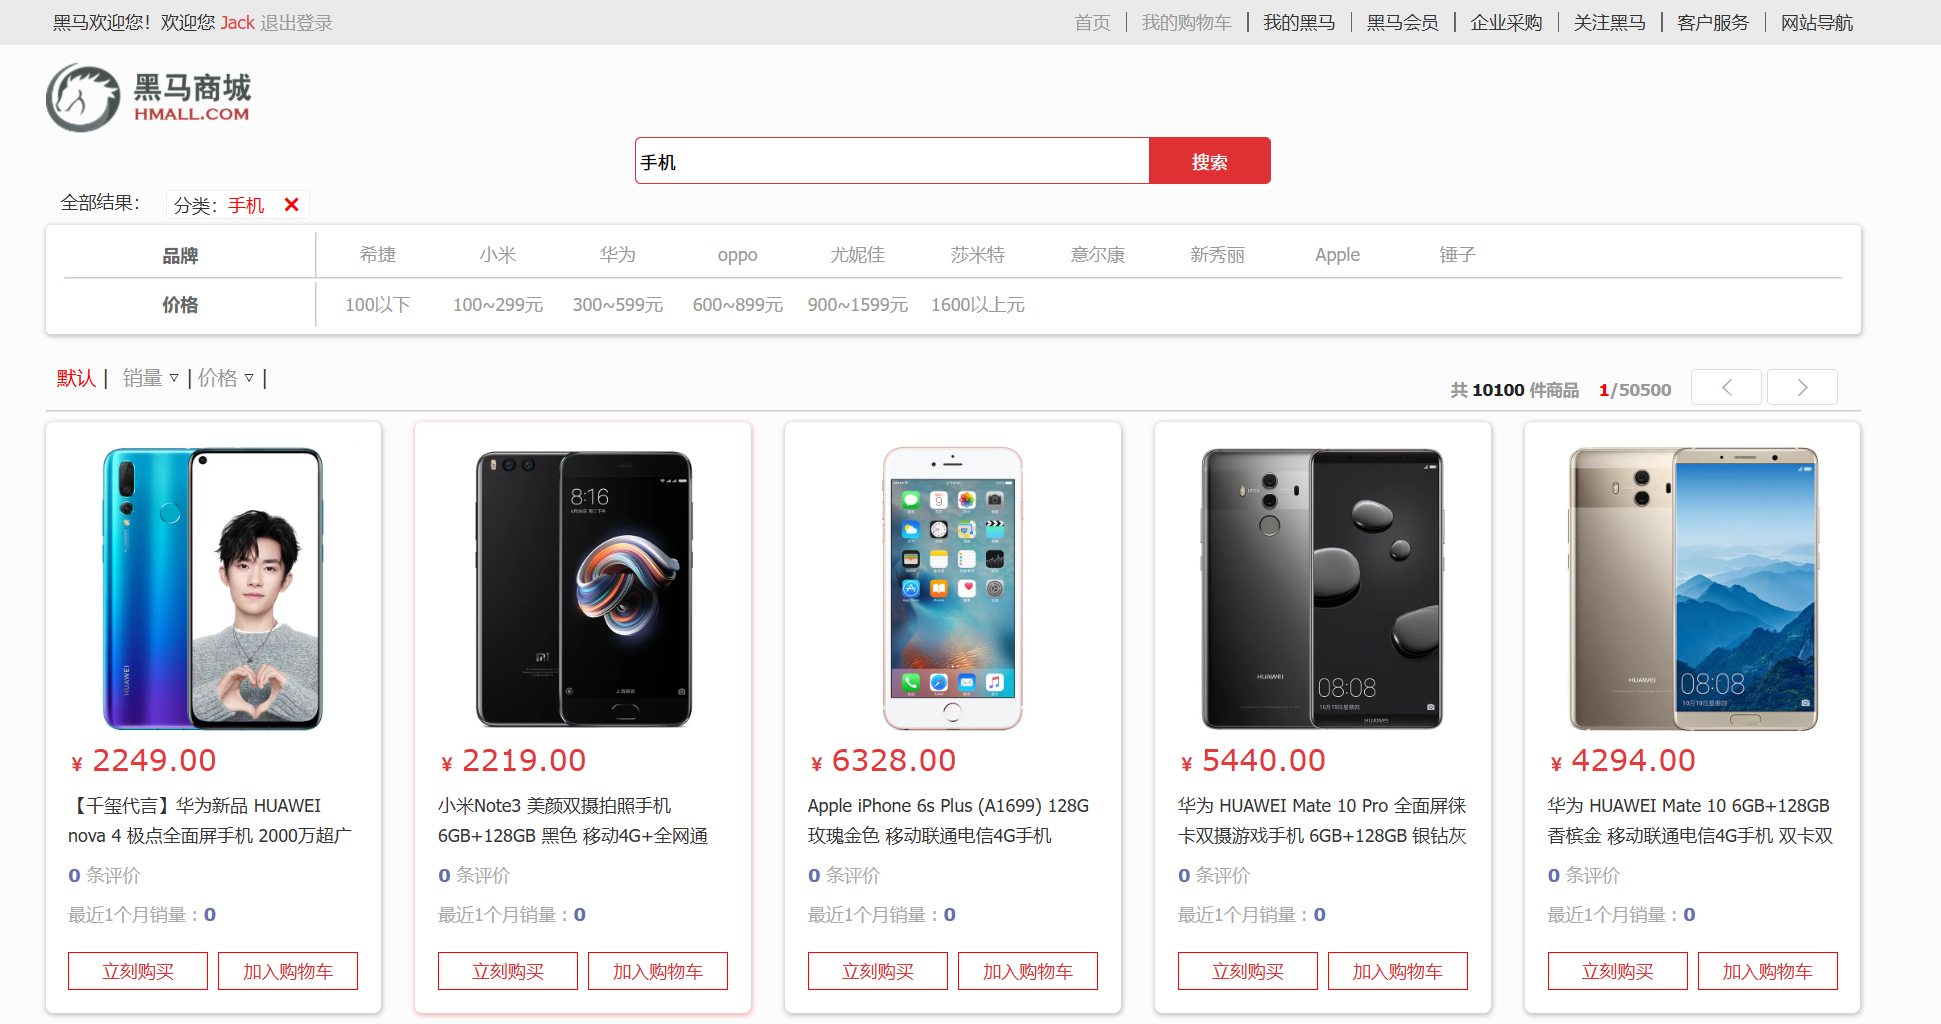 黑马欢迎您！欢迎您 Jack 退出登录
首页 我的购物车 我的黑马 黑马会员 企业采购 关注黑马 客户服务 网站导航
黑马商城
HMALL.COM
手机 搜索
全部结果： 分类：手机 ×
品牌 希捷 小米 华为 oppo 尤妮佳 莎米特 意尔康 新秀丽 Apple 锤子
价格 100以下 100~299元 300~599元 600~899元 900~1599元 1600以上元
默认 | 销量 ▿ | 价格 ▿ |
共 10100 件商品 1/50500
HUAWEI
8:16
HUAWEI
08:08
HUAWEI
HUAWEI
08:08
¥ 2249.00
【千玺代言】华为新品 HUAWEI
nova 4 极点全面屏手机 2000万超广
0 条评价
最近1个月销量：0
立刻购买 加入购物车
¥ 2219.00
小米Note3 美颜双摄拍照手机
6GB+128GB 黑色 移动4G+全网通
0 条评价
最近1个月销量：0
立刻购买 加入购物车
¥ 6328.00
Apple iPhone 6s Plus (A1699) 128G
玫瑰金色 移动联通电信4G手机
0 条评价
最近1个月销量：0
立刻购买 加入购物车
¥ 5440.00
华为 HUAWEI Mate 10 Pro 全面屏徕
卡双摄游戏手机 6GB+128GB 银钻灰
0 条评价
最近1个月销量：0
立刻购买 加入购物车
¥ 4294.00
华为 HUAWEI Mate 10 6GB+128GB
香槟金 移动联通电信4G手机 双卡双
0 条评价
最近1个月销量：0
立刻购买 加入购物车